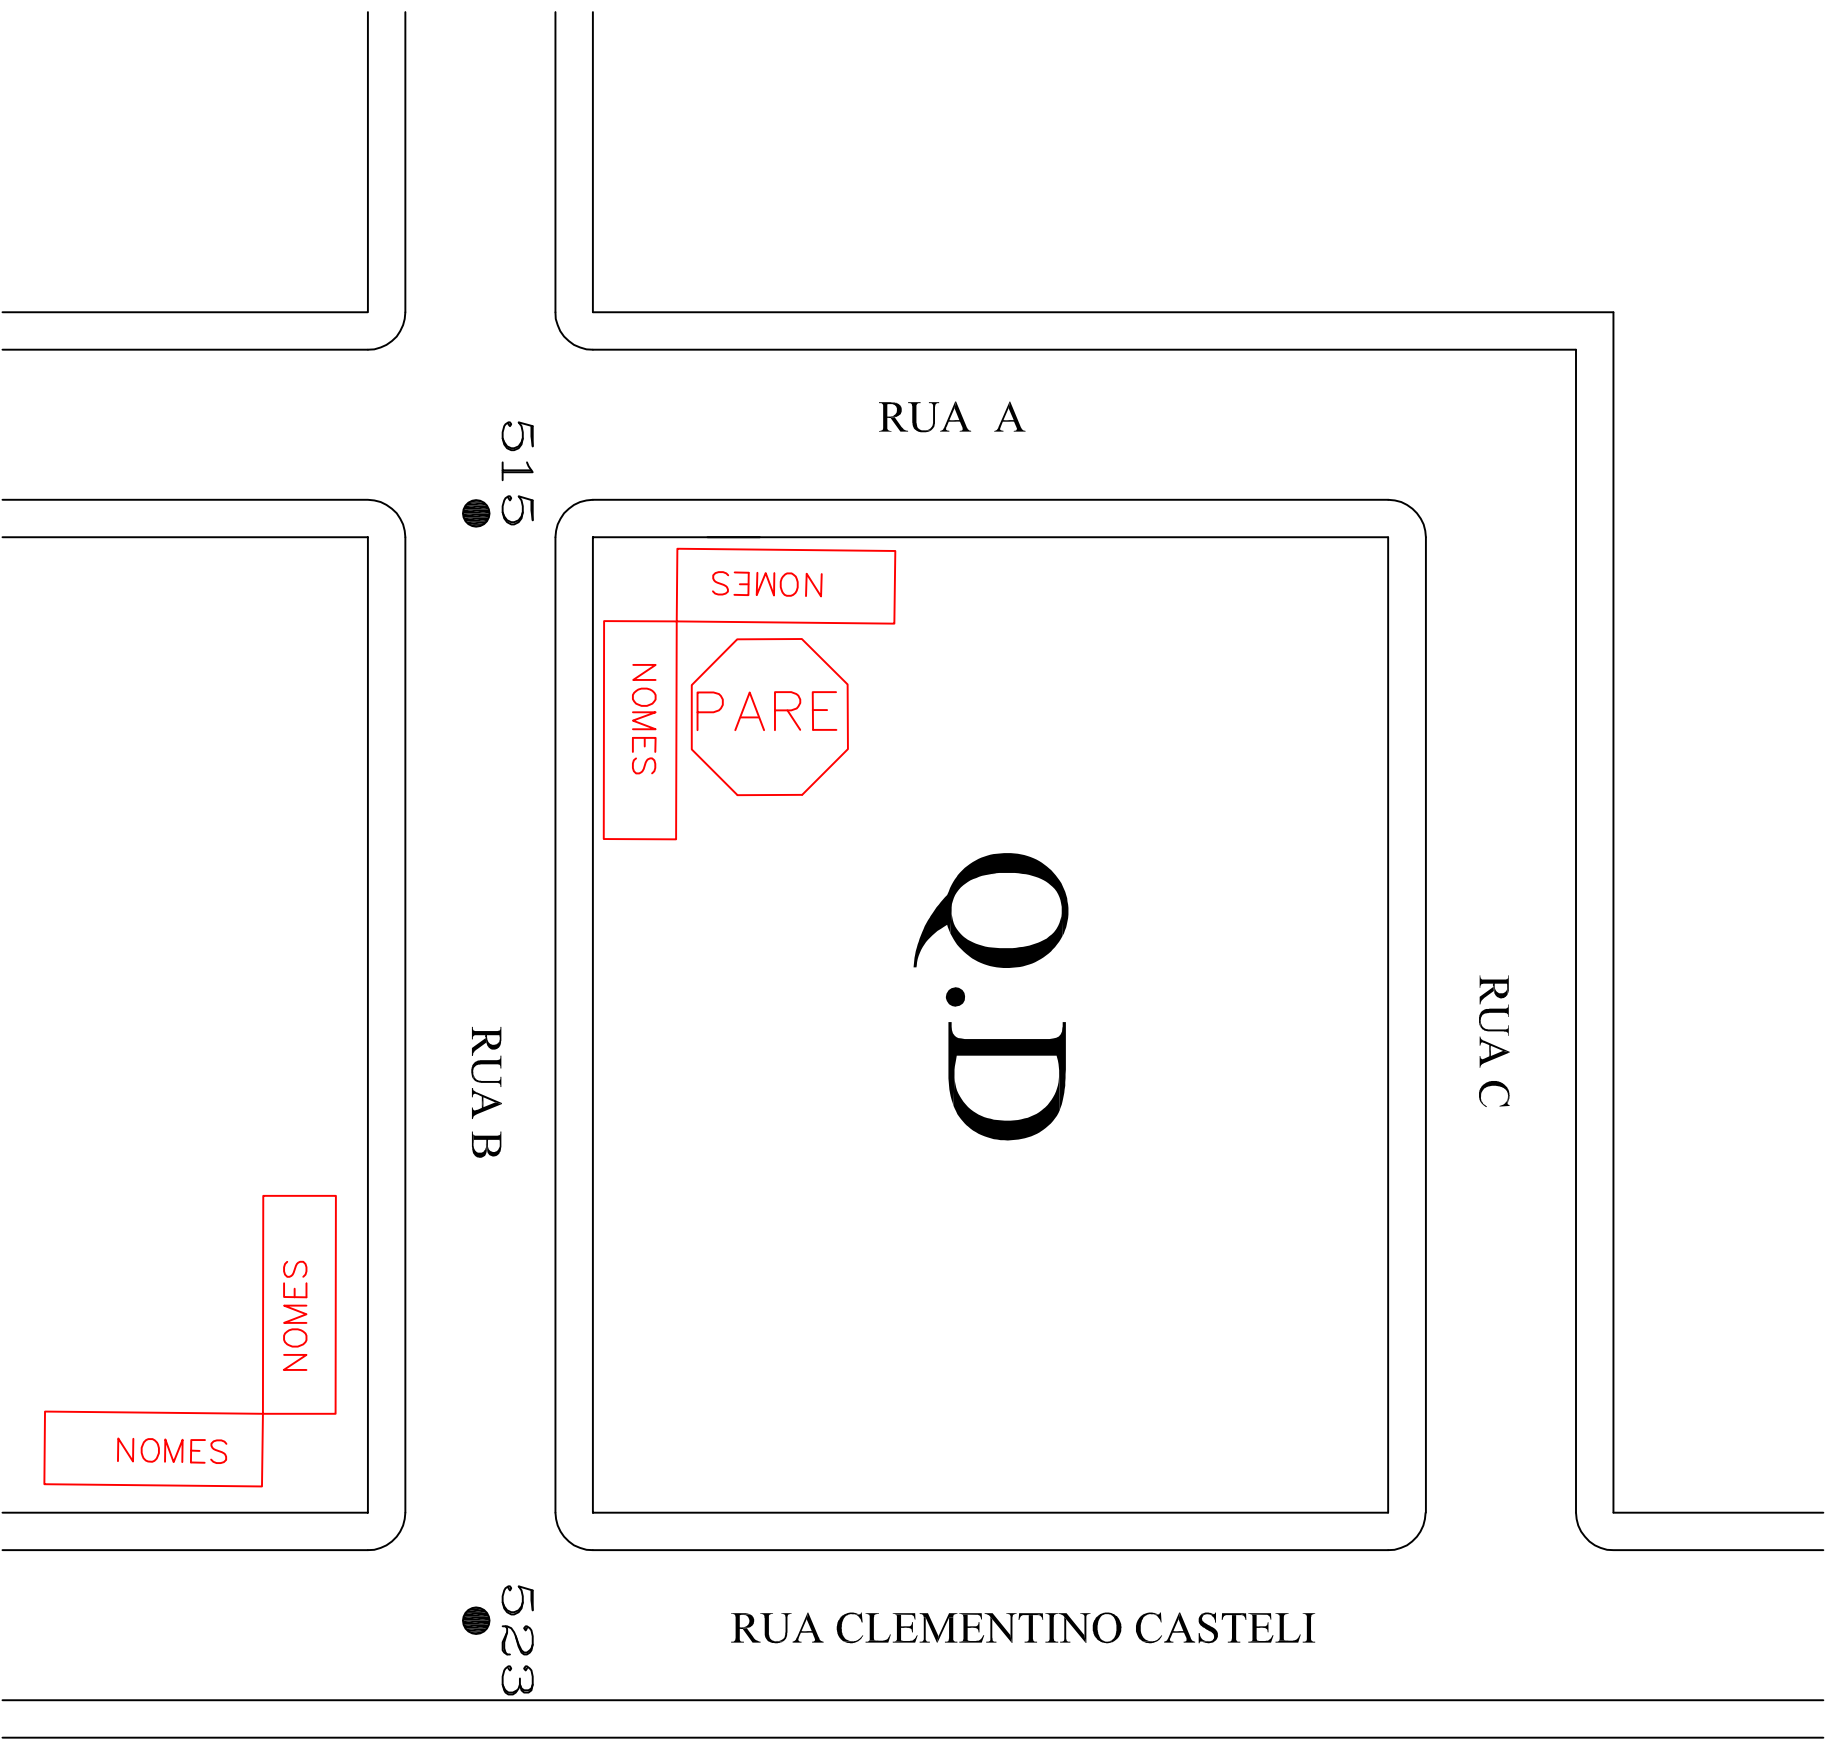 RUA A
515
NOMES
NOMES
PARE
Q.D
RUA B
RUA C
NOMES
NOMES
523
RUA CLEMENTINO CASTELI